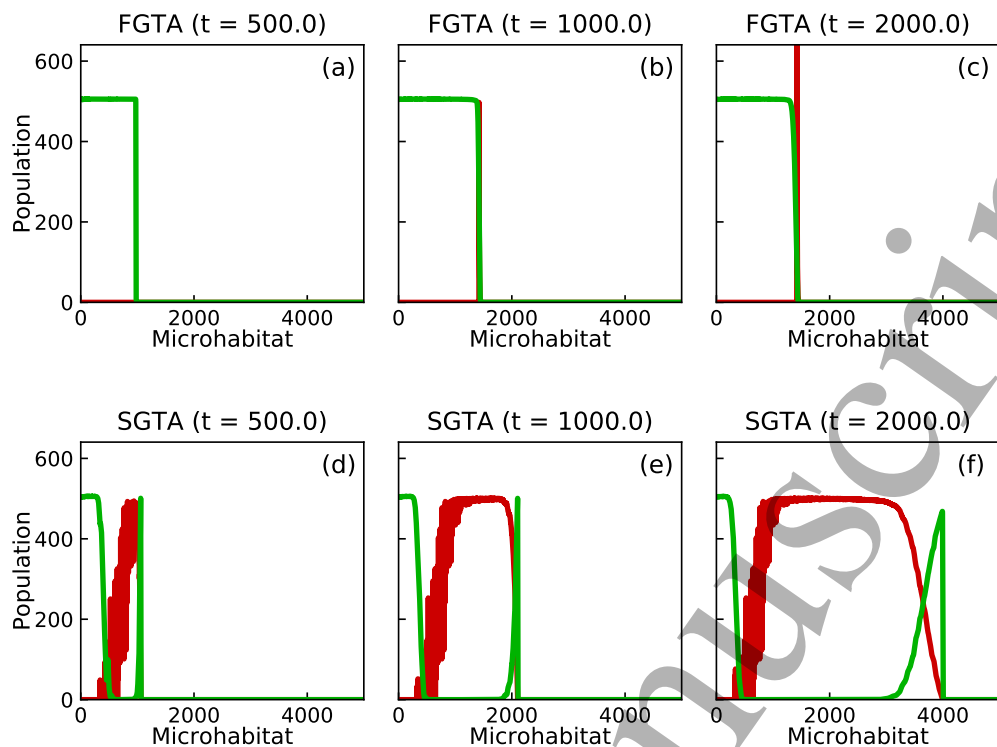 FGTA (t = 500.0) FGTA (t = 1000.0) FGTA (t = 2000.0)
600 (a) (b) (c)
400
200
0
Population
0 2000 4000 0 2000 4000 0 2000 4000
Microhabitat Microhabitat Microhabitat
SGTA (t = 500.0) SGTA (t = 1000.0) SGTA (t = 2000.0)
600 (d) (e) (f)
400
200
0
Population
0 2000 4000 0 2000 4000 0 2000 4000
Microhabitat Microhabitat Microhabitat